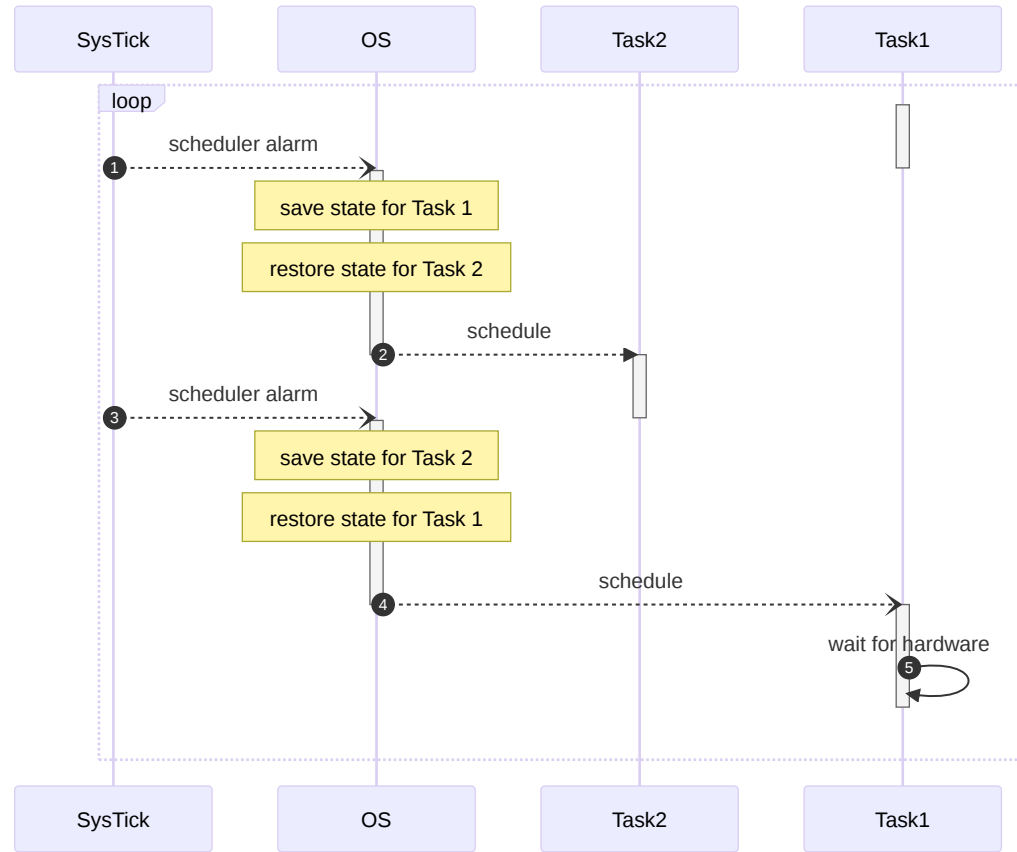 SysTick
OS
Task2
Task1
loop
scheduler alarm
1
save state for Task 1
restore state for Task 2
schedule
2
scheduler alarm
3
save state for Task 2
restore state for Task 1
schedule
4
wait for hardware
5
SysTick
OS
Task2
Task1